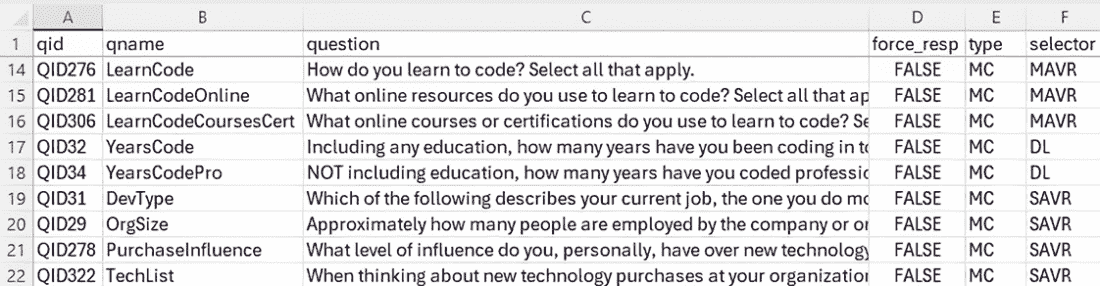 A B C D E F
1 qid qname question force_resp type selector
14 QID276 LearnCode How do you learn to code? Select all that apply. FALSE MC MAVR
15 QID281 LearnCodeOnline What online resources do you use to learn to code? Select all that ap FALSE MC MAVR
16 QID306 LearnCodeCoursesCert What online courses or certifications do you use to learn to code? Se FALSE MC MAVR
17 QID32 YearsCode Including any education, how many years have you been coding in to FALSE MC DL
18 QID34 YearsCodePro NOT including education, how many years have you coded professio FALSE MC DL
19 QID31 DevType Which of the following describes your current job, the one you do mo FALSE MC SAVR
20 QID29 OrgSize Approximately how many people are employed by the company or or FALSE MC SAVR
21 QID278 PurchaseInfluence What level of influence do you, personally, have over new technology FALSE MC SAVR
22 QID322 TechList When thinking about new technology purchases at your organization FALSE MC SAVR